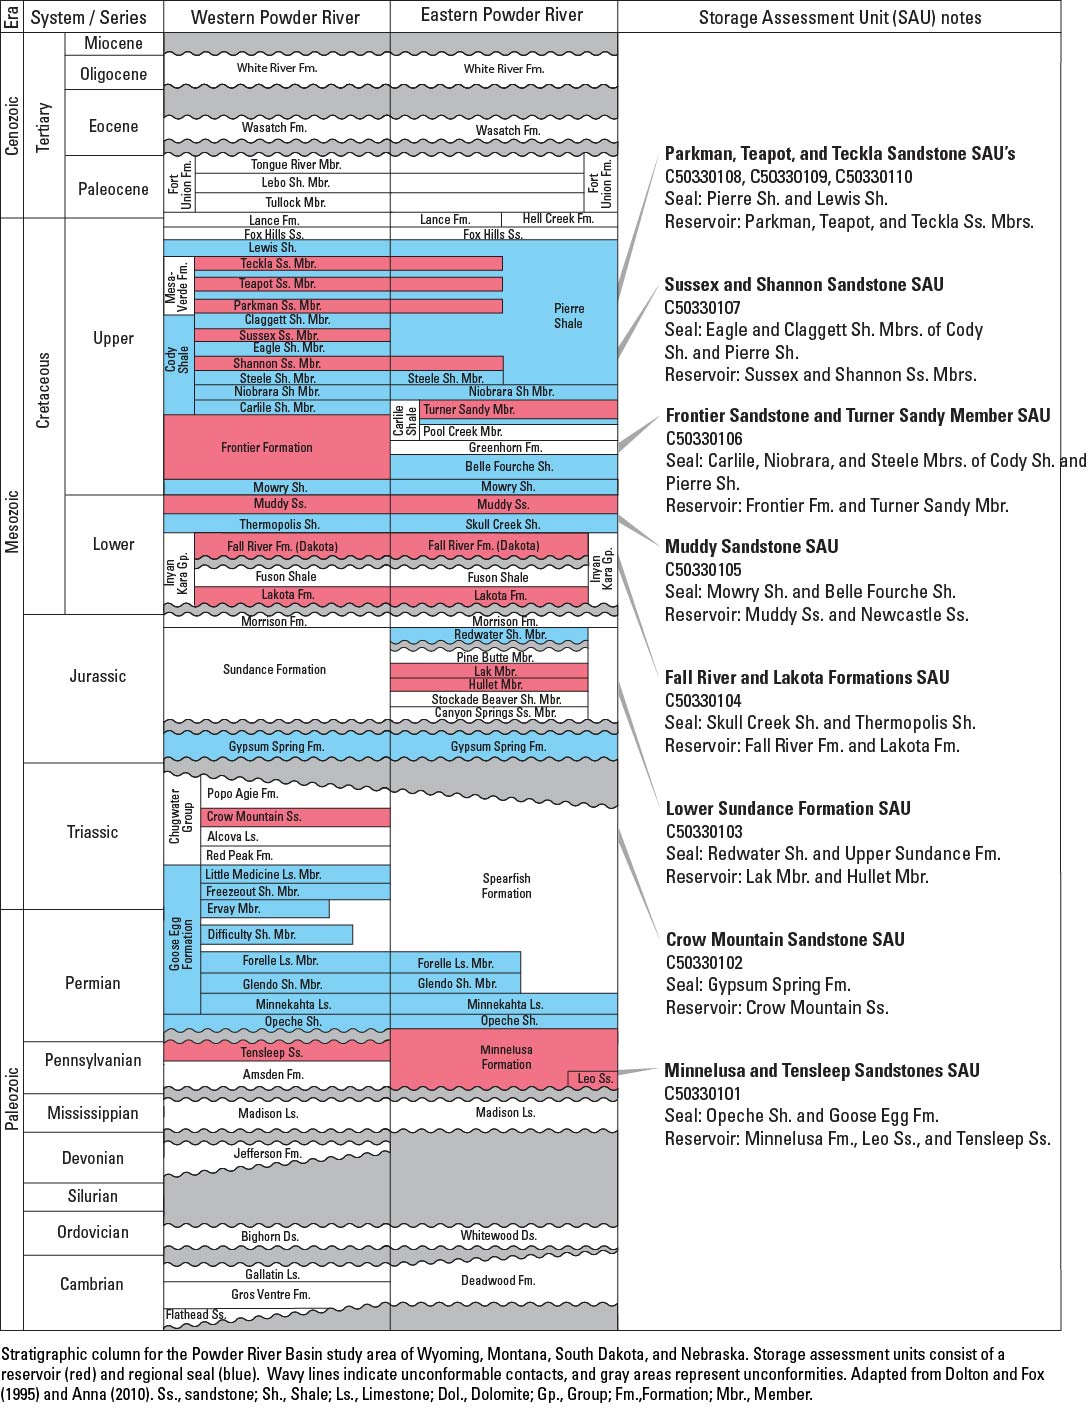 Era
System / Series
Western Powder River
Eastern Powder River
Storage Assessment Unit (SAU) notes
Cenozoic
Tertiary
Miocene
Oligocene
White River Fm.
White River Fm.
Eocene
Wasatch Fm.
Wasatch Fm.
Paleocene
Fort
Union Fm.
Tongue River Mbr.
Lebo Sh. Mbr.
Tullock Mbr.
Fort
Union Fm.
Mesozoic
Cretaceous
Upper
Lance Fm.
Lance Fm.
Hell Creek Fm.
Fox Hills Ss.
Fox Hills Ss.
Lewis Sh.
Mesa-
Verde Fm.
Teckla Ss. Mbr.
Teapot Ss. Mbr.
Parkman Ss. Mbr.
Pierre
Shale
Cody
Shale
Claggett Sh. Mbr.
Sussex Ss. Mbr.
Eagle Sh. Mbr.
Shannon Ss. Mbr.
Steele Sh. Mbr.
Steele Sh. Mbr.
Niobrara Sh Mbr.
Niobrara Sh Mbr.
Carlile Sh. Mbr.
Carlile
Shale
Turner Sandy Mbr.
Pool Creek Mbr.
Frontier Formation
Greenhorn Fm.
Belle Fourche Sh.
Mowry Sh.
Mowry Sh.
Lower
Muddy Ss.
Muddy Ss.
Thermopolis Sh.
Skull Creek Sh.
Inyan
Kara Gp.
Fall River Fm. (Dakota)
Fall River Fm. (Dakota)
Inyan
Kara Gp.
Fuson Shale
Fuson Shale
Lakota Fm.
Lakota Fm.
Jurassic
Morrison Fm.
Morrison Fm.
Sundance Formation
Redwater Sh. Mbr.
Pine Butte Mbr.
Lak Mbr.
Hullet Mbr.
Stockade Beaver Sh. Mbr.
Canyon Springs Ss. Mbr.
Gypsum Spring Fm.
Gypsum Spring Fm.
Triassic
Chugwater
Group
Popo Agie Fm.
Crow Mountain Ss.
Alcova Ls.
Red Peak Fm.
Spearfish
Formation
Goose Egg
Formation
Little Medicine Ls. Mbr.
Freezeout Sh. Mbr.
Paleozoic
Permian
Ervay Mbr.
Difficulty Sh. Mbr.
Forelle Ls. Mbr.
Forelle Ls. Mbr.
Glendo Sh. Mbr.
Glendo Sh. Mbr.
Minnekahta Ls.
Minnekahta Ls.
Opeche Sh.
Opeche Sh.
Pennsylvanian
Tensleep Ss.
Minnelusa
Formation
Amsden Fm.
Leo Ss.
Mississippian
Madison Ls.
Madison Ls.
Devonian
Jefferson Fm.
Silurian
Ordovician
Bighorn Ds.
Whitewood Ds.
Cambrian
Gallatin Ls.
Gros Ventre Fm.
Deadwood Fm.
Flathead Ss.
Parkman, Teapot, and Teckla Sandstone SAU's
C50330108, C50330109, C50330110
Seal: Pierre Sh. and Lewis Sh.
Reservoir: Parkman, Teapot, and Teckla Ss. Mbrs.
Sussex and Shannon Sandstone SAU
C50330107
Seal: Eagle and Claggett Sh. Mbrs. of Cody
Sh. and Pierre Sh.
Reservoir: Sussex and Shannon Ss. Mbrs.
Frontier Sandstone and Turner Sandy Member SAU
C50330106
Seal: Carlile, Niobrara, and Steele Mbrs. of Cody Sh. and
Pierre Sh.
Reservoir: Frontier Fm. and Turner Sandy Mbr.
Muddy Sandstone SAU
C50330105
Seal: Mowry Sh. and Belle Fourche Sh.
Reservoir: Muddy Ss. and Newcastle Ss.
Fall River and Lakota Formations SAU
C50330104
Seal: Skull Creek Sh. and Thermopolis Sh.
Reservoir: Fall River Fm. and Lakota Fm.
Lower Sundance Formation SAU
C50330103
Seal: Redwater Sh. and Upper Sundance Fm.
Reservoir: Lak Mbr. and Hullet Mbr.
Crow Mountain Sandstone SAU
C50330102
Seal: Gypsum Spring Fm.
Reservoir: Crow Mountain Ss.
Minnelusa and Tensleep Sandstones SAU
C50330101
Seal: Opeche Sh. and Goose Egg Fm.
Reservoir: Minnelusa Fm., Leo Ss., and Tensleep Ss.
Stratigraphic column for the Powder River Basin study area of Wyoming, Montana, South Dakota, and Nebraska. Storage assessment units consist of a
reservoir (red) and regional seal (blue). Wavy lines indicate unconformable contacts, and gray areas represent unconformities. Adapted from Dolton and Fox
(1995) and Anna (2010). Ss., sandstone; Sh., Shale; Ls., Limestone; Dol., Dolomite; Gp., Group; Fm.,Formation; Mbr., Member.